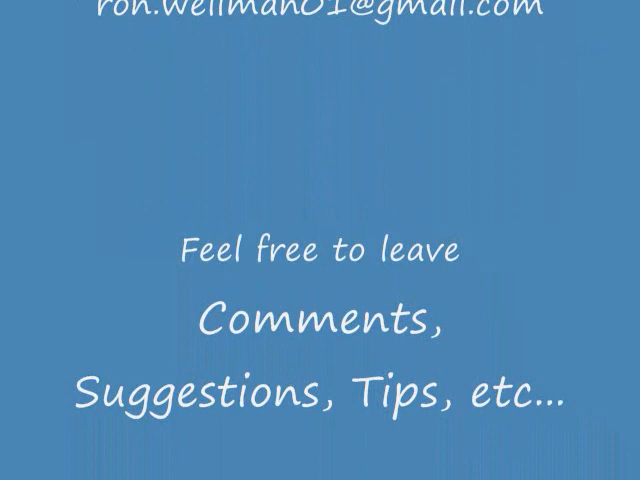 ron.wellman01@gmail.com
Feel free to leave
Comments,
Suggestions, Tips, etc...